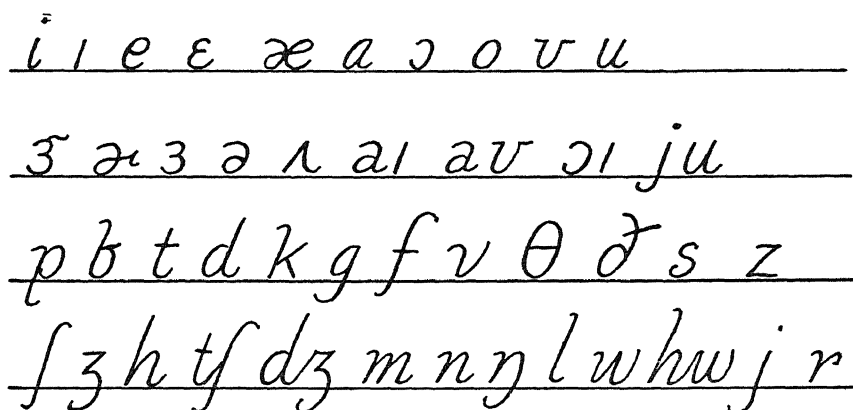 i ɪ e ɛ æ a ɔ o ʊ u
ɝ ɚ ɜ ə ʌ aɪ aʊ ɔɪ ju
p b t d k g f v θ ð s z
ʃ ʒ h tʃ dʒ m n ŋ l w hw j r